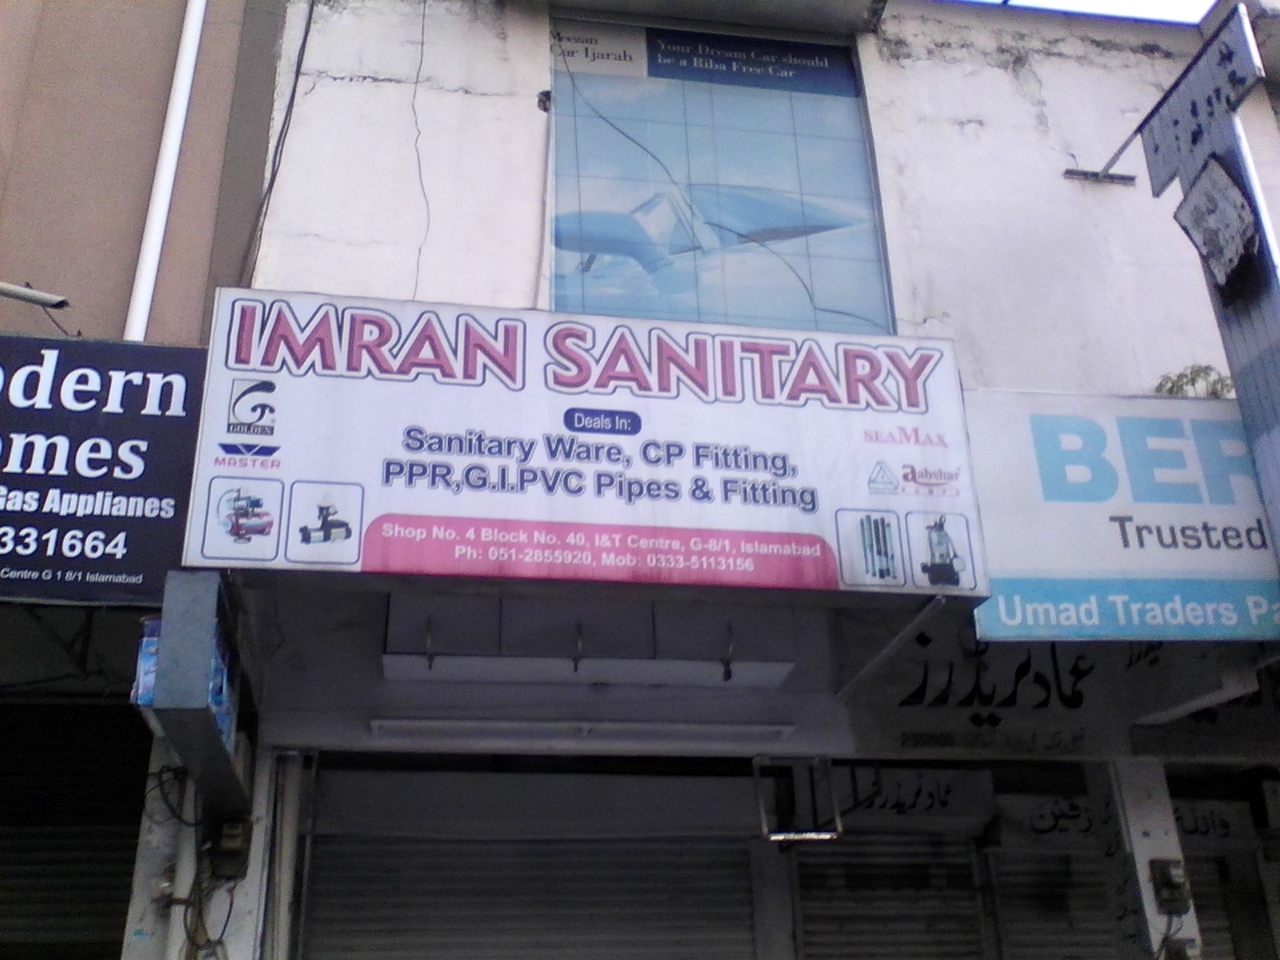 Meezan
Car Ijarah
Your Dream Car should
be a Riba Free Car
IMRAN SANITARY
GOLDEN
MASTER
Deals In:
Sanitary Ware, CP Fitting,
PPR,G.I.PVC Pipes & Fitting
SEAMAX
aabshar
PUMPS
Shop No. 4 Block No. 40, I&T Centre, G-8/1, Islamabad
Ph: 051-2855920, Mob: 0333-5113156
odern
omes
Gas Applianes
331664
Centre G 1 8/1 Islamabad
BER
Trusted
Umad Traders Pa
عماد ٹریڈرز
عماد ٹریڈرز